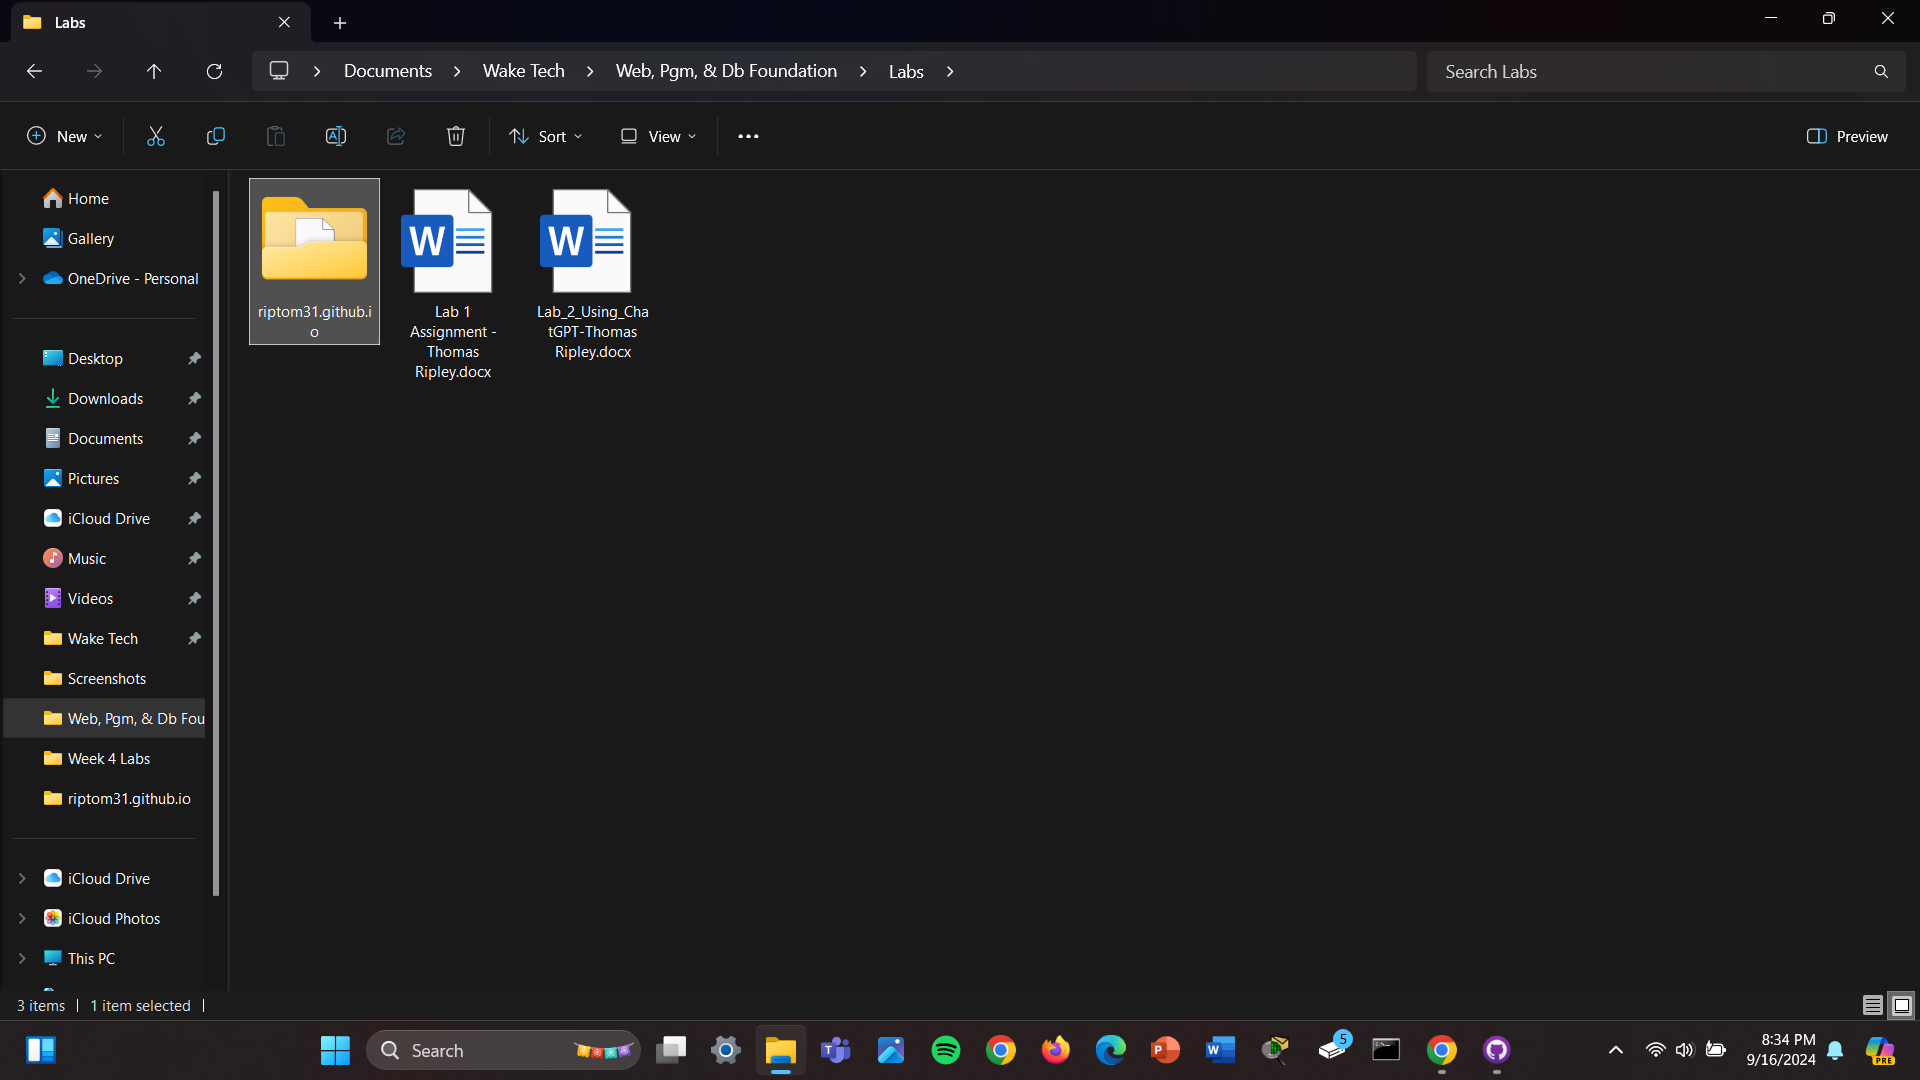 Labs
Documents > Wake Tech > Web, Pgm, & Db Foundation > Labs >
Search Labs
New
Sort
View
Preview
Home
Gallery
OneDrive - Personal
Desktop
Downloads
Documents
Pictures
iCloud Drive
Music
Videos
Wake Tech
Screenshots
Web, Pgm, & Db Fou
Week 4 Labs
riptom31.github.io
iCloud Drive
iCloud Photos
This PC
riptom31.github.i
o
W
Lab 1
Assignment -
Thomas
Ripley.docx
W
Lab_2_Using_Cha
tGPT-Thomas
Ripley.docx
3 items | 1 item selected |
Search
5
8:34 PM
9/16/2024
PRE